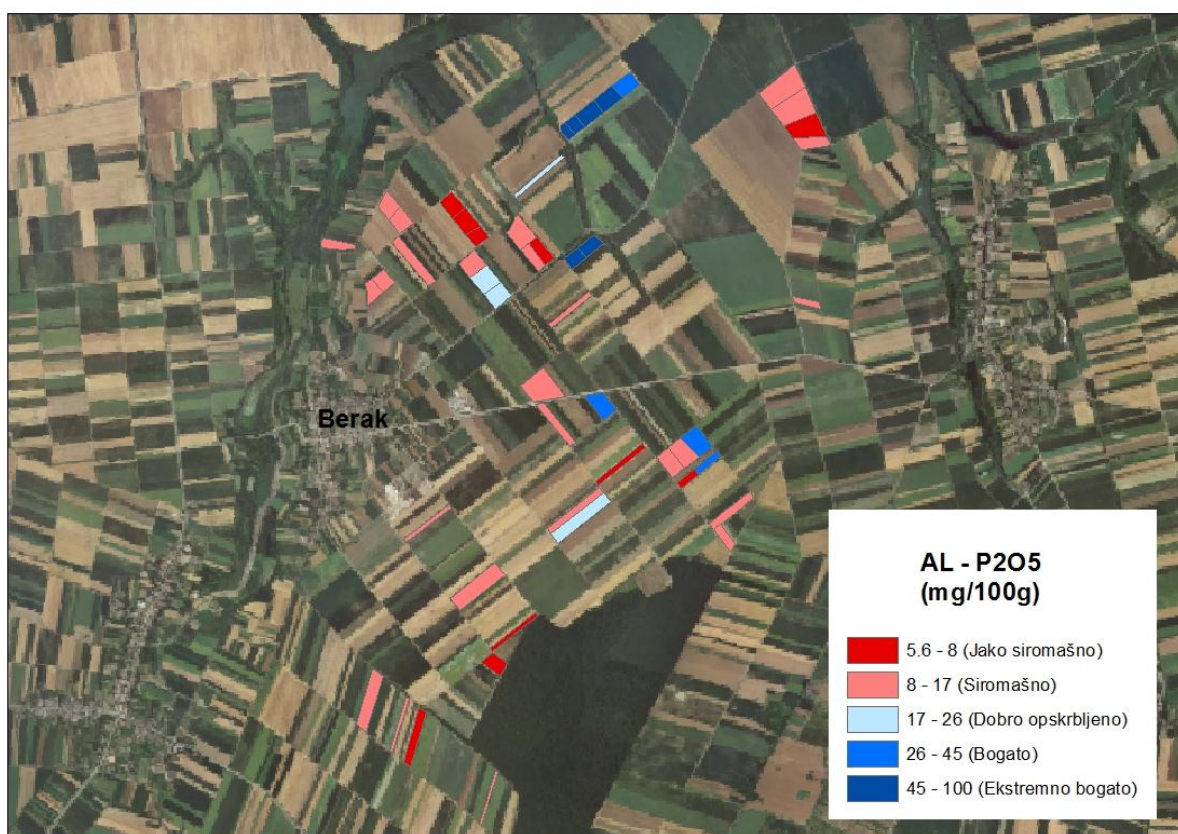 Berak
AL - P2O5
(mg/100g)
5.6 - 8 (Jako siromašno)
8 - 17 (Siromašno)
17 - 26 (Dobro opskrbljeno)
26 - 45 (Bogato)
45 - 100 (Ekstremno bogato)